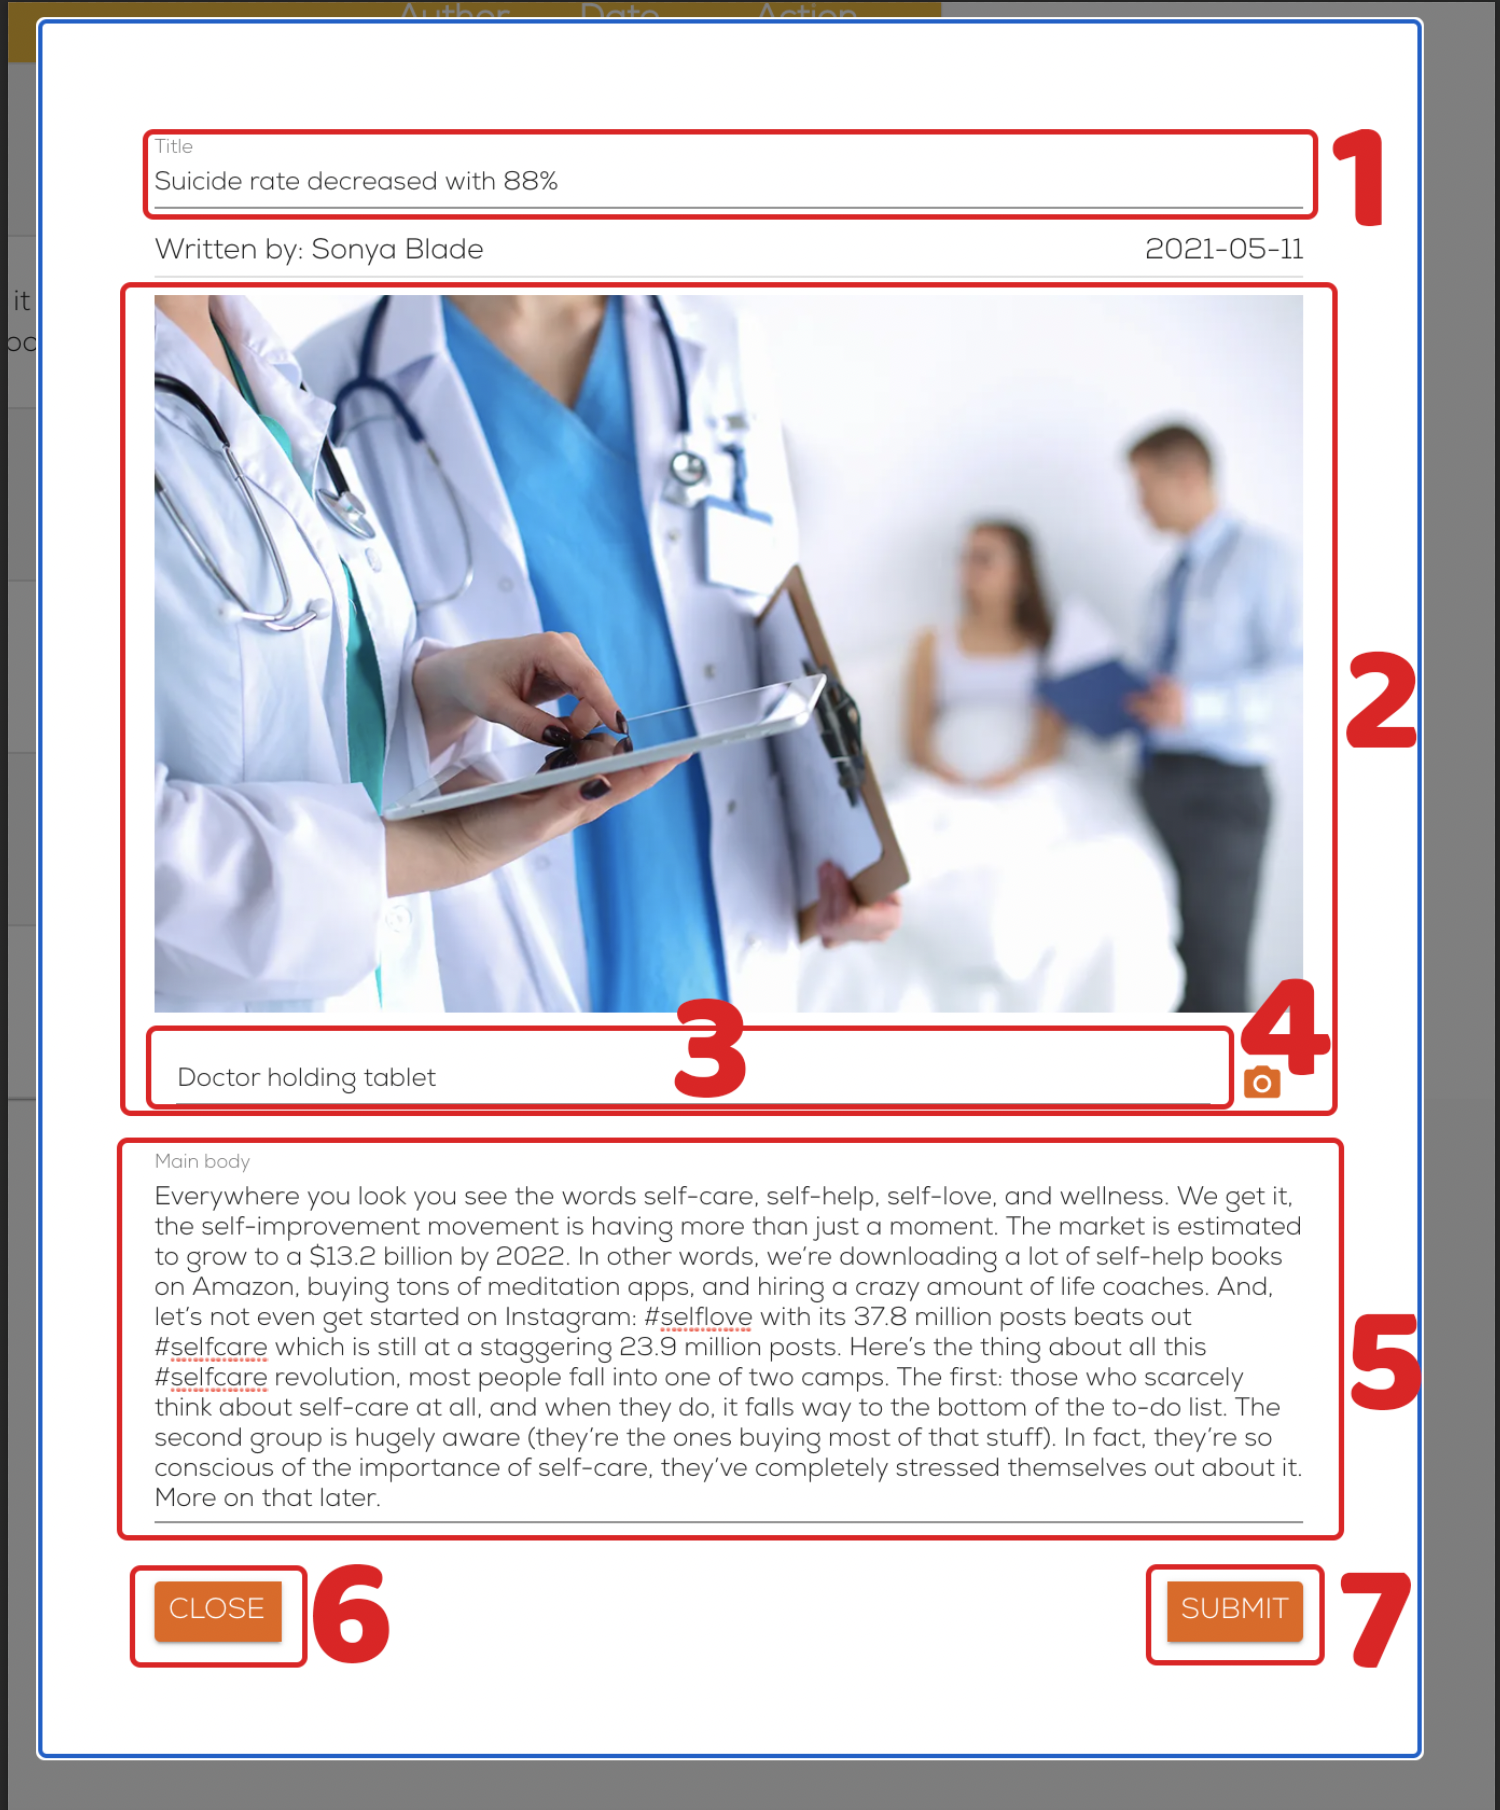 Author Date Action
it
Title
1
Suicide rate decreased with 88%
Written by: Sonya Blade 2021-05-11
2
3
4
Doctor holding tablet
Main body
Everywhere you look you see the words self-care, self-help, self-love, and wellness. We get it,
the self-improvement movement is having more than just a moment. The market is estimated
to grow to a $13.2 billion by 2022. In other words, we’re downloading a lot of self-help books
on Amazon, buying tons of meditation apps, and hiring a crazy amount of life coaches. And,
let’s not even get started on Instagram: #selflove with its 37.8 million posts beats out
#selfcare which is still at a staggering 23.9 million posts. Here’s the thing about all this
#selfcare revolution, most people fall into one of two camps. The first: those who scarcely
think about self-care at all, and when they do, it falls way to the bottom of the to-do list. The
second group is hugely aware (they’re the ones buying most of that stuff). In fact, they’re so
conscious of the importance of self-care, they’ve completely stressed themselves out about it.
More on that later.
5
CLOSE 6 SUBMIT 7